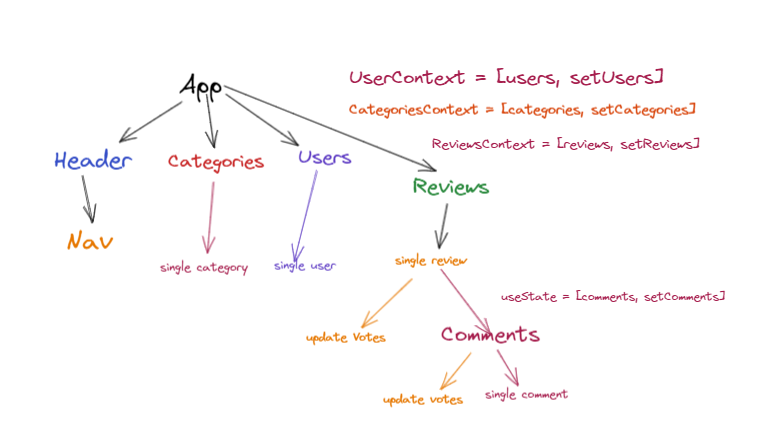 UserContext = [users, setUsers]
App
CategoriesContext = [categories, setCategories]
ReviewsContext = [reviews, setReviews]
Header
Categories
Users
Reviews
Nav
single category
single user
single review
useState = [comments, setComments]
update Votes
Comments
update votes
single comment